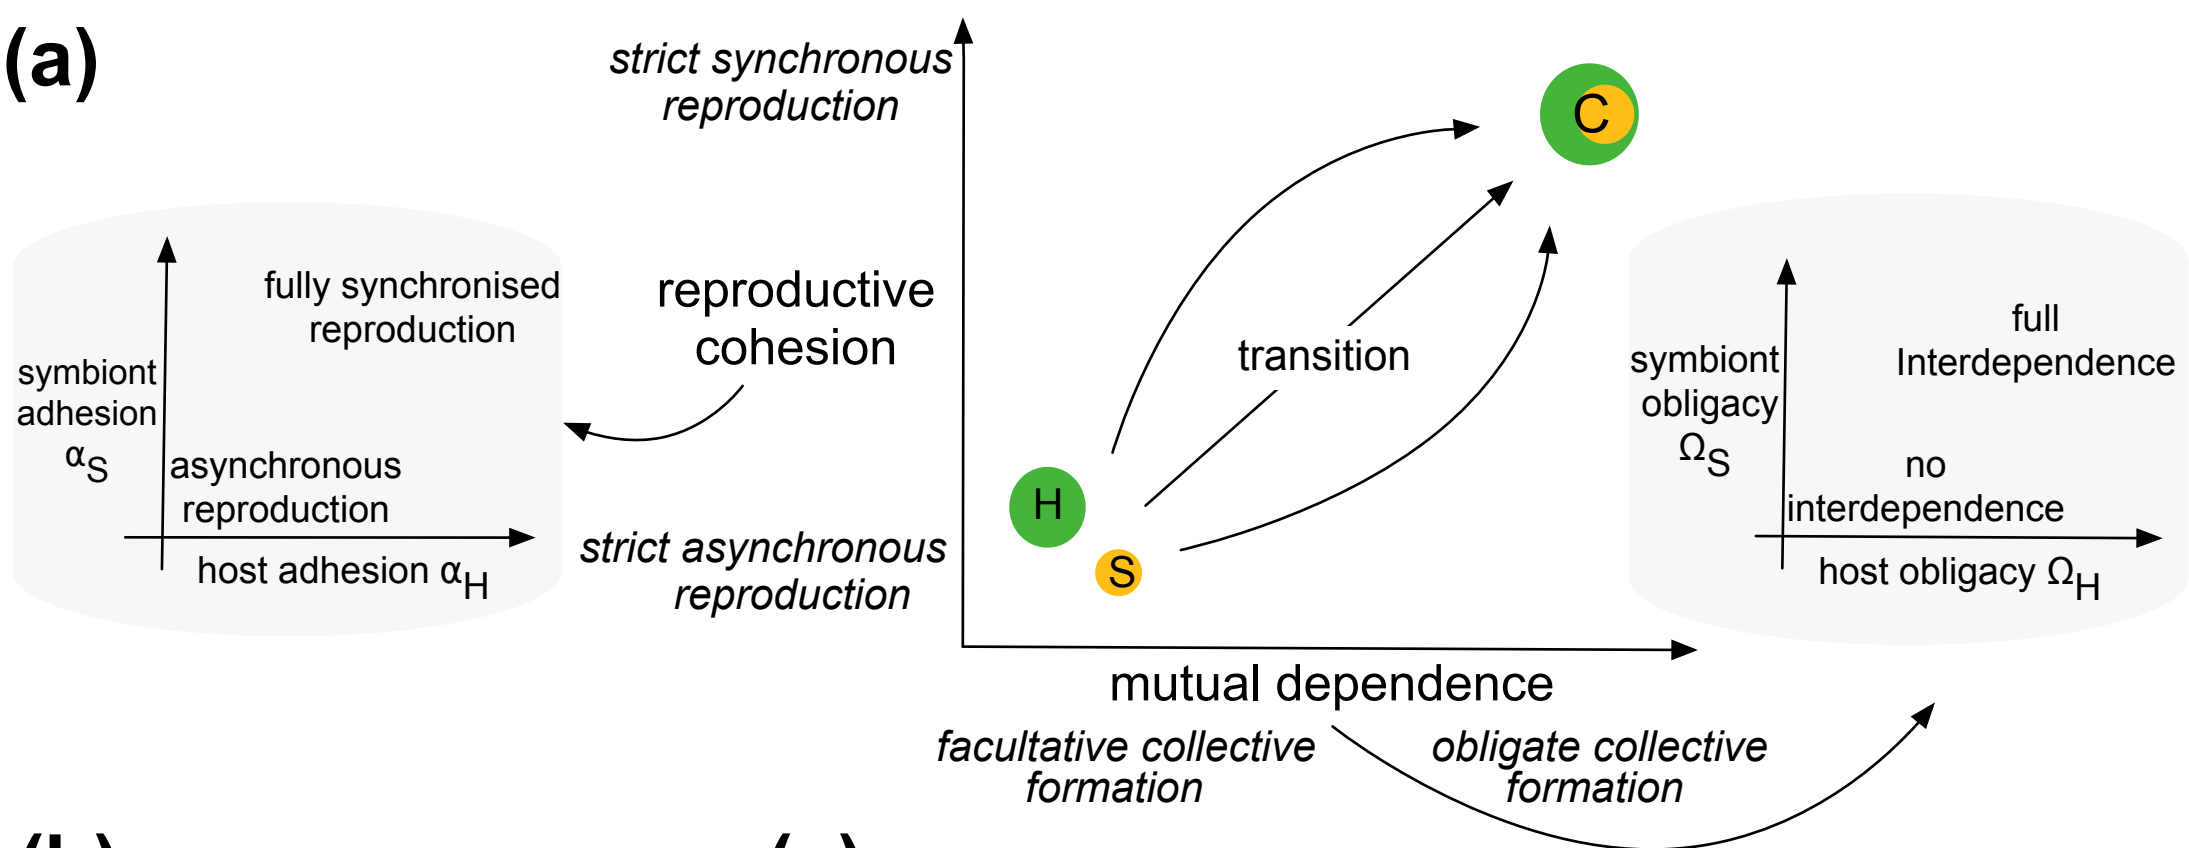 (a)
strict synchronous
reproduction
C
fully synchronised
reproduction
symbiont
adhesion
αS
asynchronous
reproduction
host adhesion αH
reproductive
cohesion
transition
H
S
strict asynchronous
reproduction
full
Interdependence
symbiont
obligacy
ΩS
no
interdependence
host obligacy ΩH
mutual dependence
facultative collective
formation
obligate collective
formation